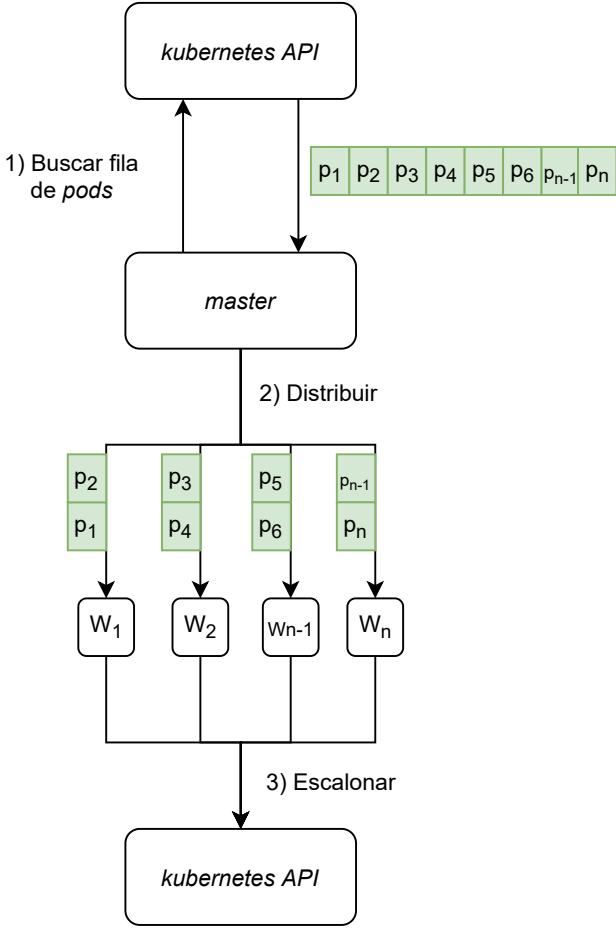 kubernetes API
1) Buscar fila
de pods
p1 p2 p3 p4 p5 p6 pn-1 pn
master
2) Distribuir
p2 p3 p5 pn-1
p1 p4 p6 pn
W1 W2 Wn-1 Wn
3) Escalonar
kubernetes API